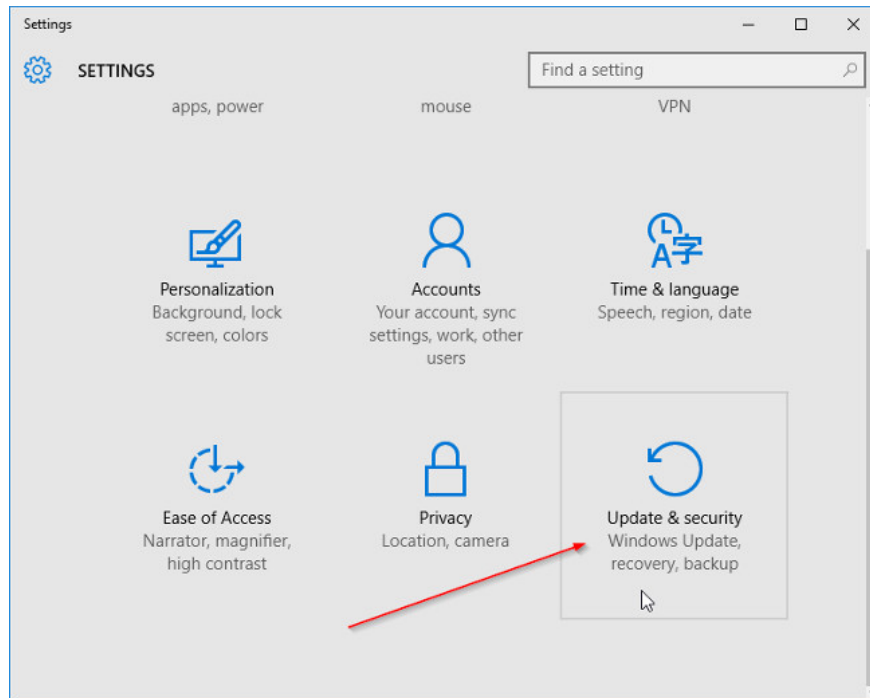 Settings
SETTINGS
Find a setting
apps, power
mouse
VPN
Personalization
Background, lock
screen, colors
Accounts
Your account, sync
settings, work, other
users
Time & language
Speech, region, date
Ease of Access
Narrator, magnifier,
high contrast
Privacy
Location, camera
Update & security
Windows Update,
recovery, backup